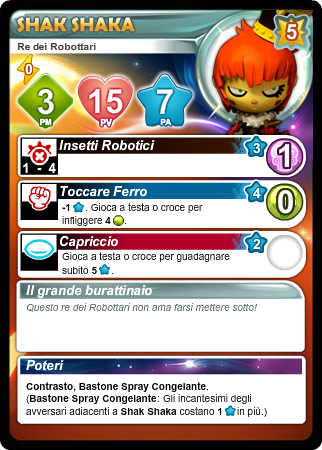 SHAK SHAKA
5
Re dei Robottari
0
3
PM
15
PV
7
PA
Insetti Robotici
3
1
1 - 4
Toccare Ferro
4
0
-1 . Gioca a testa o croce per
infliggere 4 .
Capriccio
2
Gioca a testa o croce per guadagnare
subito 5 .
Il grande burattinaio
Questo re dei Robottari non ama farsi mettere sotto!
Poteri
Contrasto, Bastone Spray Congelante.
(Bastone Spray Congelante: Gli incantesimi degli
avversari adiacenti a Shak Shaka costano 1 in più.)